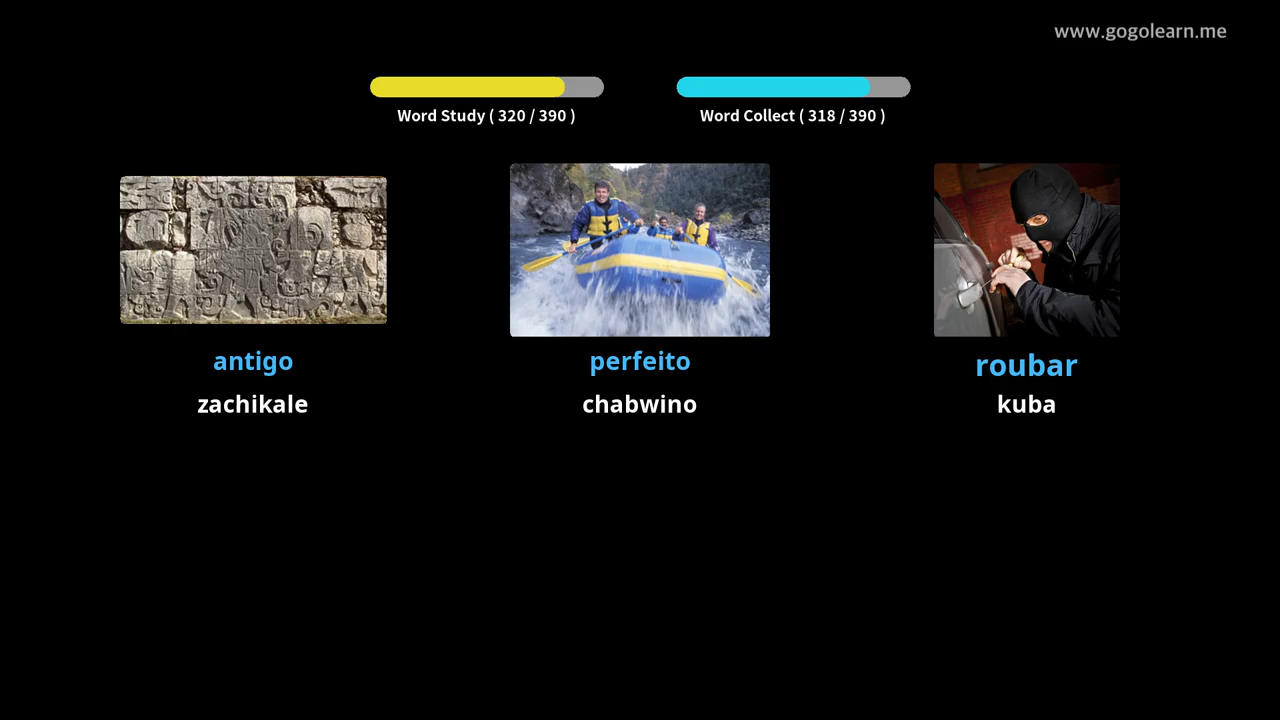 www.gogolearn.me
Word Study ( 320 / 390 )
Word Collect ( 318 / 390 )
antigo
zachikale
perfeito
chabwino
roubar
kuba